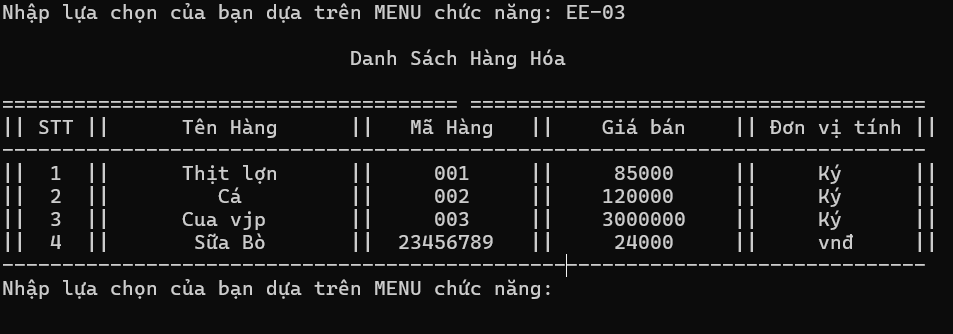 Nhập lựa chọn của bạn dựa trên MENU chức năng: EE-03
Danh Sách Hàng Hóa
====================================== ======================================
|| STT ||      Tên Hàng      ||   Mã Hàng   ||    Giá bán    || Đơn vị tính ||
-----------------------------------------------------------------------------
||  1  ||      Thịt lợn      ||     001     ||     85000     ||     Ký      ||
||  2  ||         Cá         ||     002     ||    120000     ||     Ký      ||
||  3  ||      Cua vjp       ||     003     ||    3000000    ||     Ký      ||
||  4  ||       Sữa Bò       ||  23456789   ||     24000     ||     vnđ     ||
-----------------------------------------------------------------------------
Nhập lựa chọn của bạn dựa trên MENU chức năng: